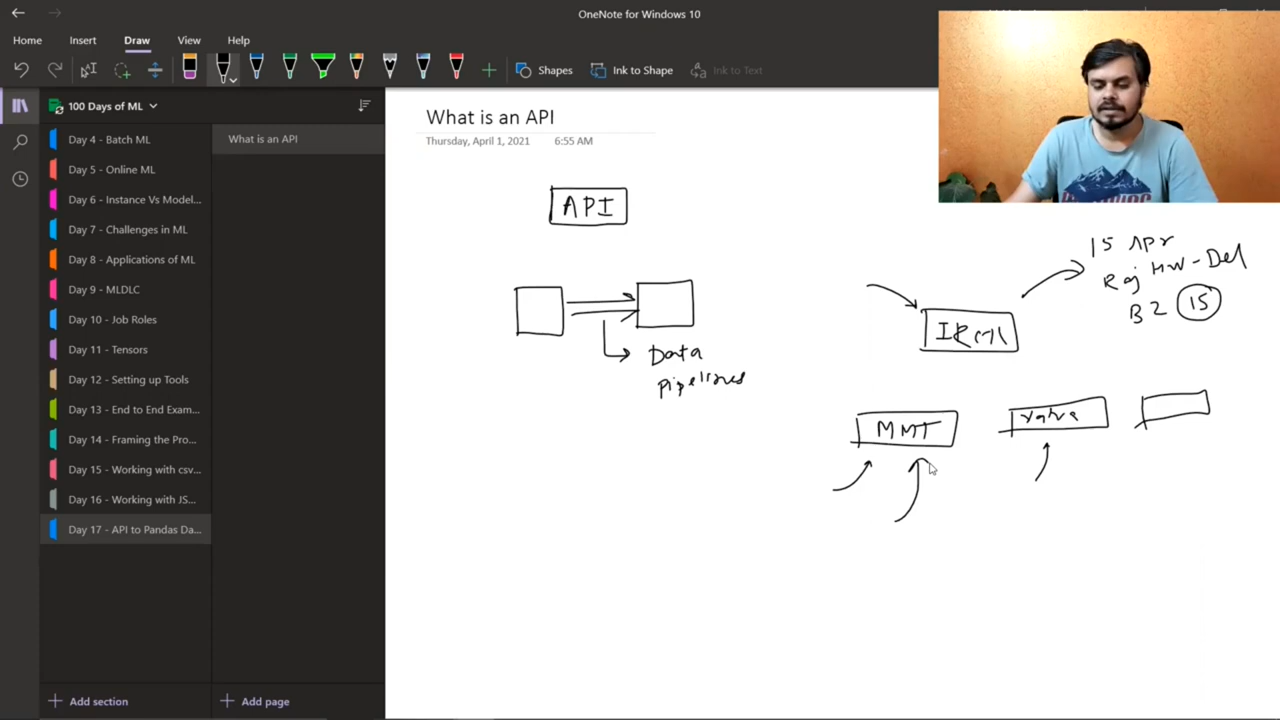 OneNote for Windows 10
Home Insert Draw View Help
Shapes Ink to Shape Ink to Text
100 Days of ML
Day 4 - Batch ML
Day 5 - Online ML
Day 6 - Instance Vs Model...
Day 7 - Challenges in ML
Day 8 - Applications of ML
Day 9 - MLDLC
Day 10 - Job Roles
Day 11 - Tensors
Day 12 - Setting up Tools
Day 13 - End to End Exam...
Day 14 - Framing the Pro...
Day 15 - Working with csv...
Day 16 - Working with JS...
Day 17 - API to Pandas Da...
Add section
What is an API
Add page
What is an API
Thursday, April 1, 2021 6:55 AM
API
Data
pipelines
15 Apr
Raj HW-Del
B2 15
MMT
yatra